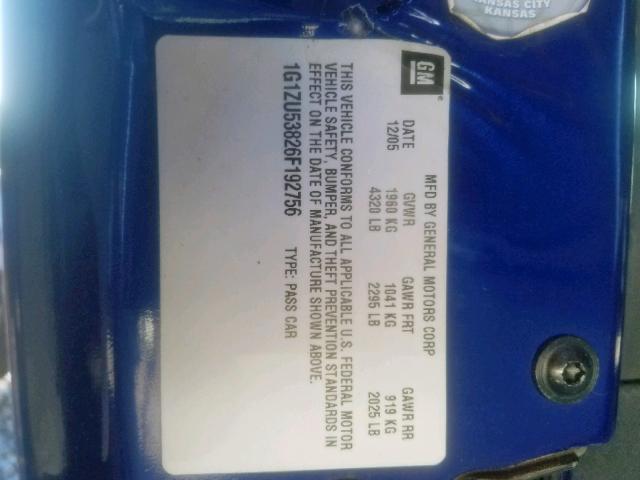 KANSAS CITY
KANSAS
GM
MFD BY GENERAL MOTORS CORP
DATE GVWR GAWR FRT GAWR RR
12/05 1960 KG 1041 KG 919 KG
4320 LB 2295 LB 2025 LB
THIS VEHICLE CONFORMS TO ALL APPLICABLE U.S. FEDERAL MOTOR
VEHICLE SAFETY, BUMPER, AND THEFT PREVENTION STANDARDS IN
EFFECT ON THE DATE OF MANUFACTURE SHOWN ABOVE.
1G1ZU53826F192756 TYPE: PASS CAR